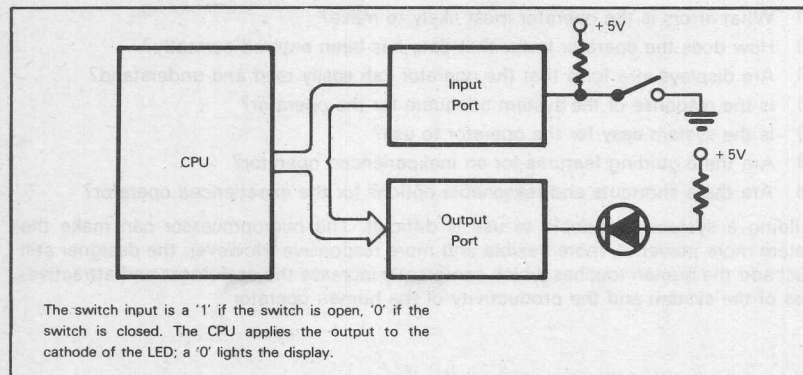 +5V
Input
Port
CPU
+5V
Output
Port
The switch input is a '1' if the switch is open, '0' if the
switch is closed. The CPU applies the output to the
cathode of the LED; a '0' lights the display.